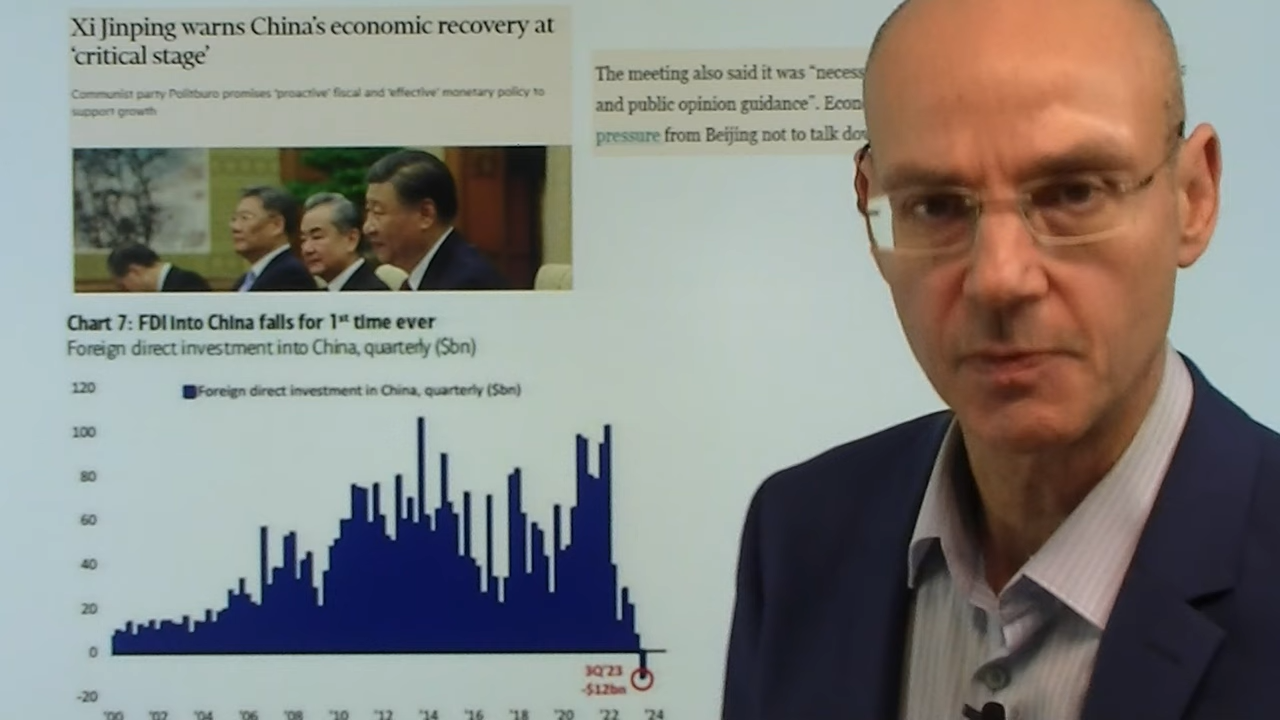 Xi Jinping warns China's economic recovery at
'critical stage'
Communist party Politburo promises 'proactive' fiscal and 'effective' monetary policy to
support growth
The meeting also said it was "necess
and public opinion guidance". Econ
pressure from Beijing not to talk do
Chart 7: FDI into China falls for 1st time ever
Foreign direct investment into China, quarterly ($bn)
Foreign direct investment in China, quarterly ($bn)
120
100
80
60
40
20
0
-20
3Q'23
-$12bn
'00 '02 '04 '06 '08 '10 '12 '14 '16 '18 '20 '22 '24